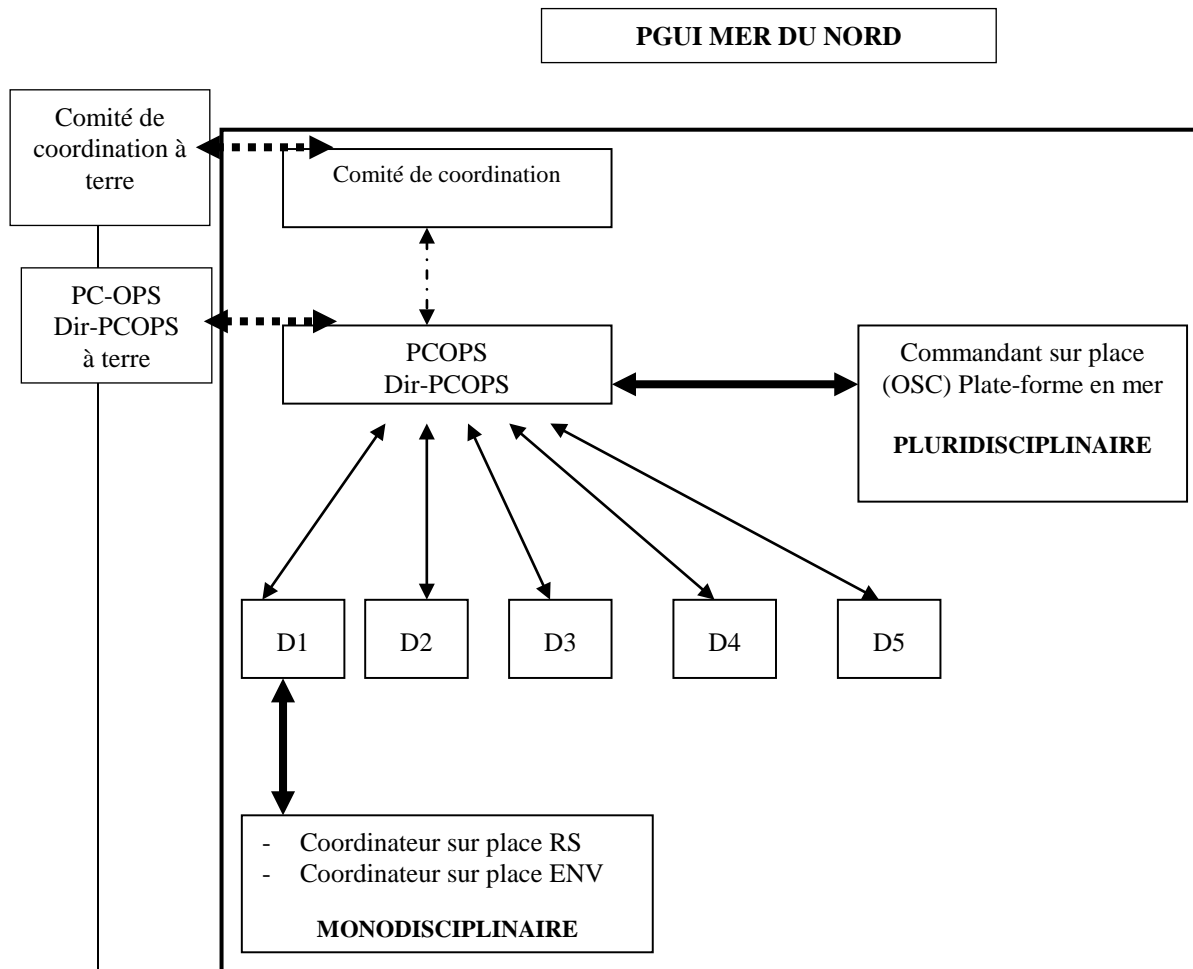 PGUI MER DU NORD
Comité de
coordination à
terre
Comité de coordination
PC-OPS
Dir-PCOPS
à terre
PCOPS
Dir-PCOPS
Commandant sur place
(OSC) Plate-forme en mer
PLURIDISCIPLINAIRE
D1
D2
D3
D4
D5
- Coordinateur sur place RS
- Coordinateur sur place ENV
MONODISCIPLINAIRE